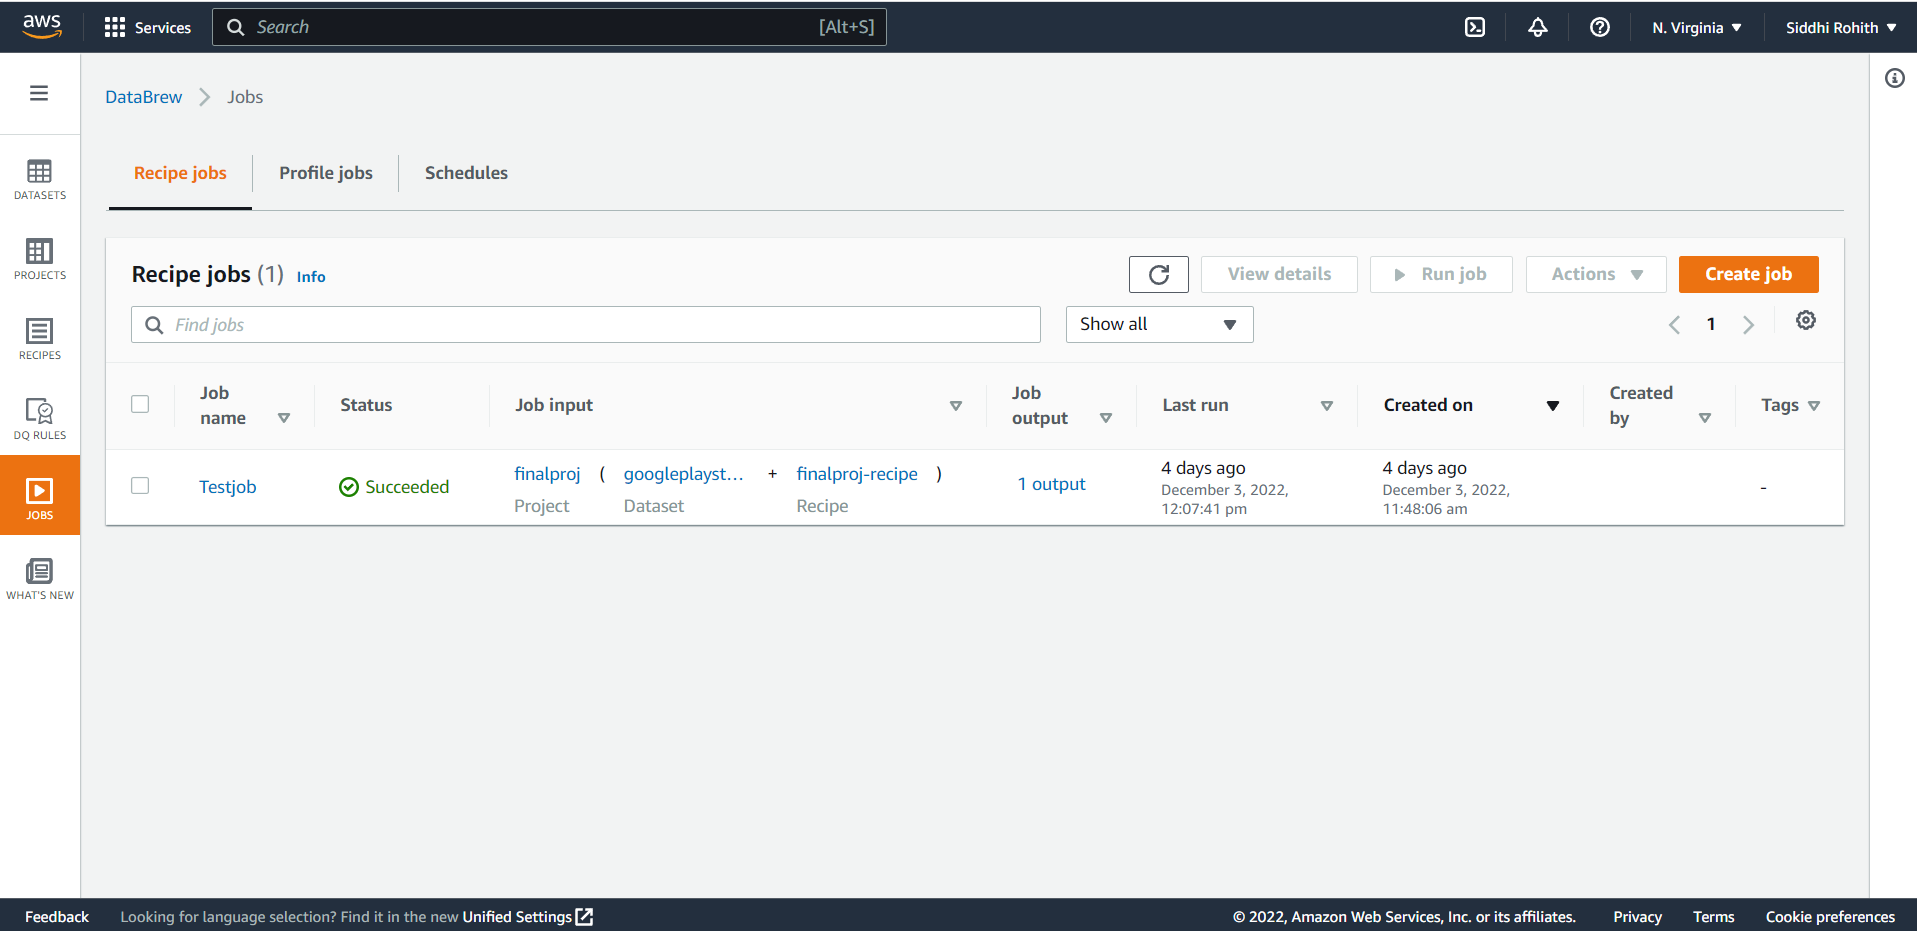 aws
Services
Search
[Alt+S]
N. Virginia
Siddhi Rohith
DataBrew
Jobs
DATASETS
PROJECTS
RECIPES
DQ RULES
JOBS
WHAT'S NEW
Recipe jobs
Profile jobs
Schedules
Recipe jobs (1) Info
View details
Run job
Actions
Create job
Find jobs
Show all
1
Job name
Status
Job input
Job output
Last run
Created on
Created by
Tags
Testjob
Succeeded
finalproj ( googleplayst... + finalproj-recipe )
Project Dataset Recipe
1 output
4 days ago
December 3, 2022,
12:07:41 pm
4 days ago
December 3, 2022,
11:48:06 am
-
Feedback
Looking for language selection? Find it in the new Unified Settings
© 2022, Amazon Web Services, Inc. or its affiliates.
Privacy
Terms
Cookie preferences